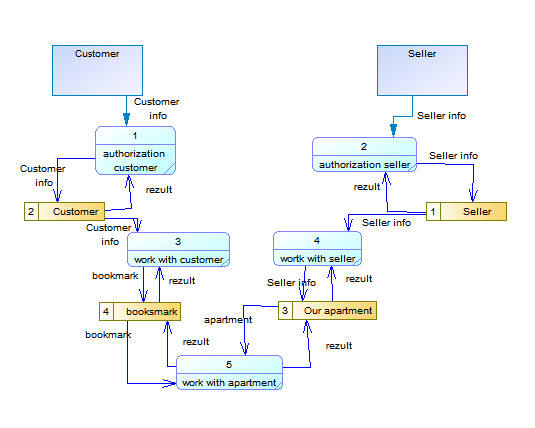 Customer
Seller
Customer
info
Seller info
1
authorization
customer
2
authorization seller
Customer
info
rezult
Seller info
rezult
2 Customer
1 Seller
Customer
info
Seller info
3
work with customer
4
wortk with seller
bookmark
rezult
Seller info
rezult
4 booksmark
3 Our apartment
bookmark
rezult
apartment
rezult
5
work with apartment